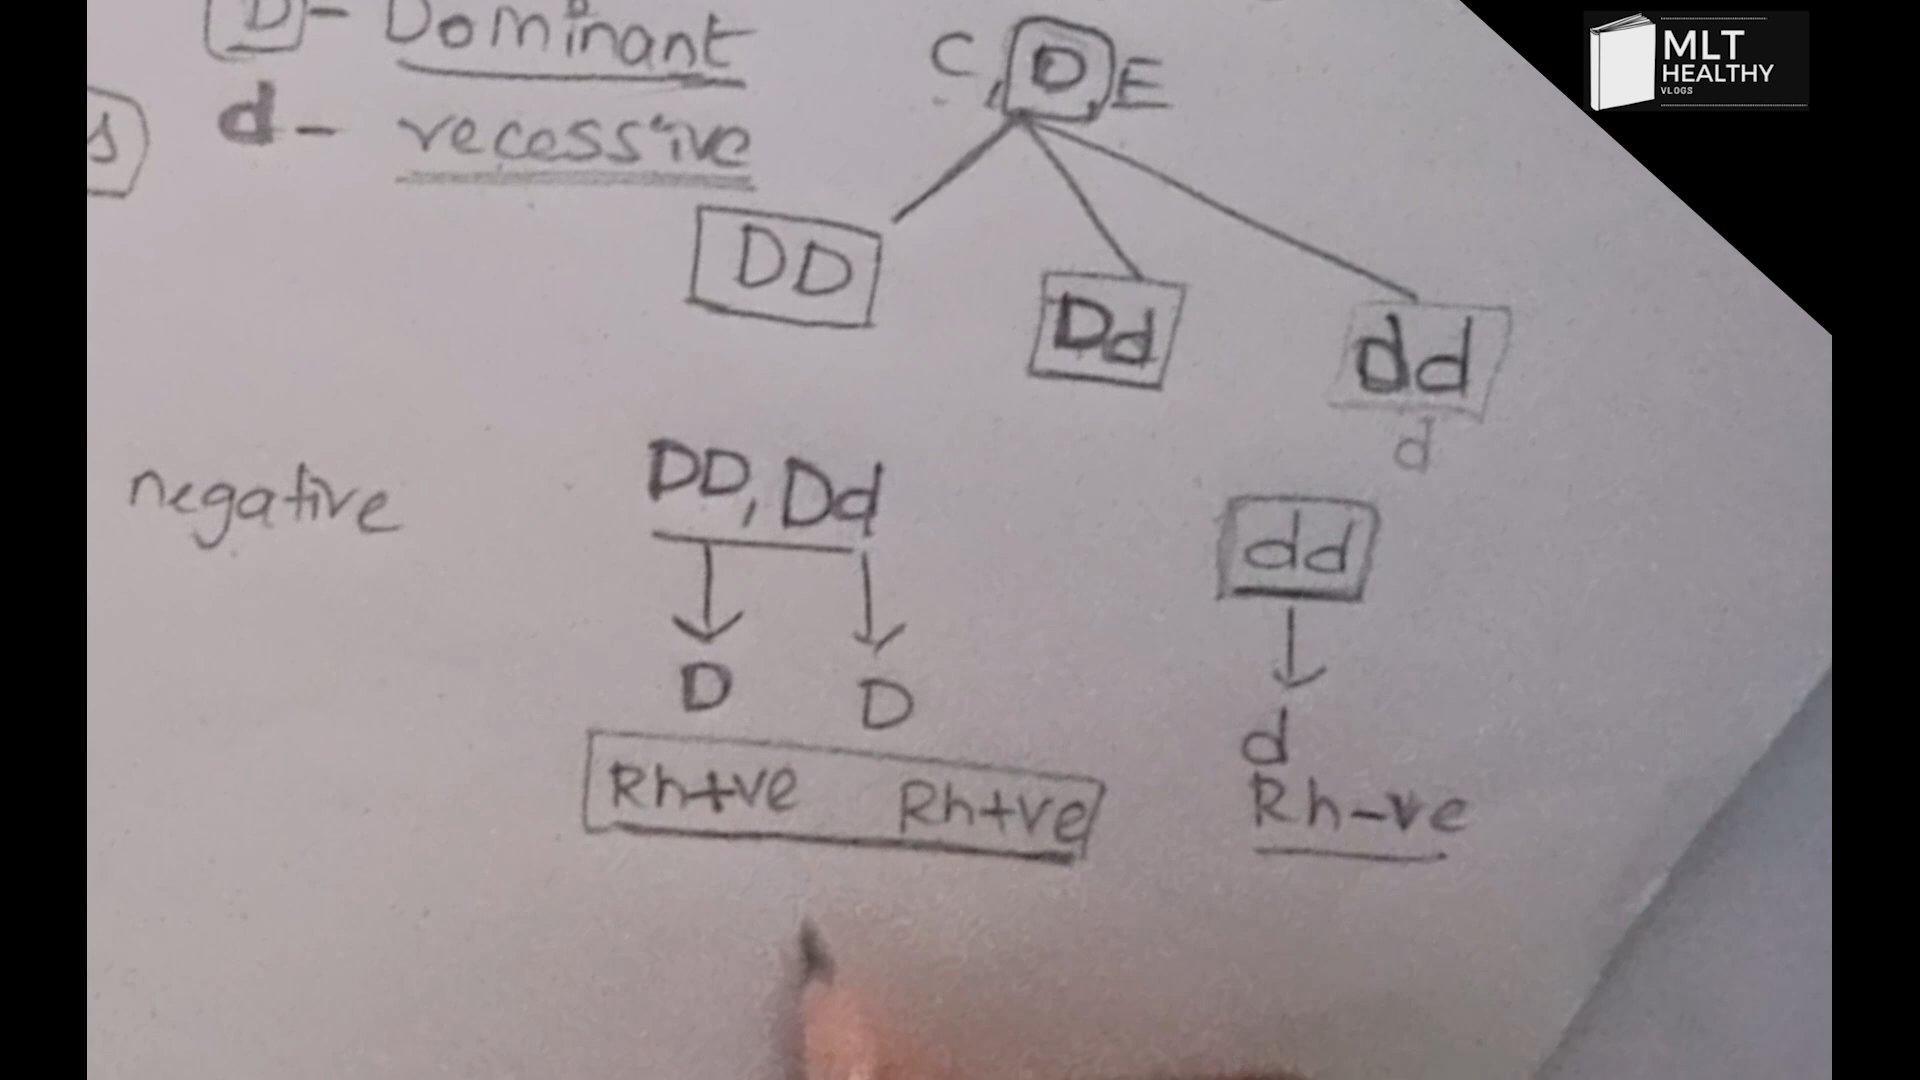 D - Dominant
C, D E
d - recessive
DD
Dd
dd
d
negative
DD, Dd
dd
D D
d
Rh+ve Rh+ve
Rh-ve
MLT
HEALTHY
VLOGS